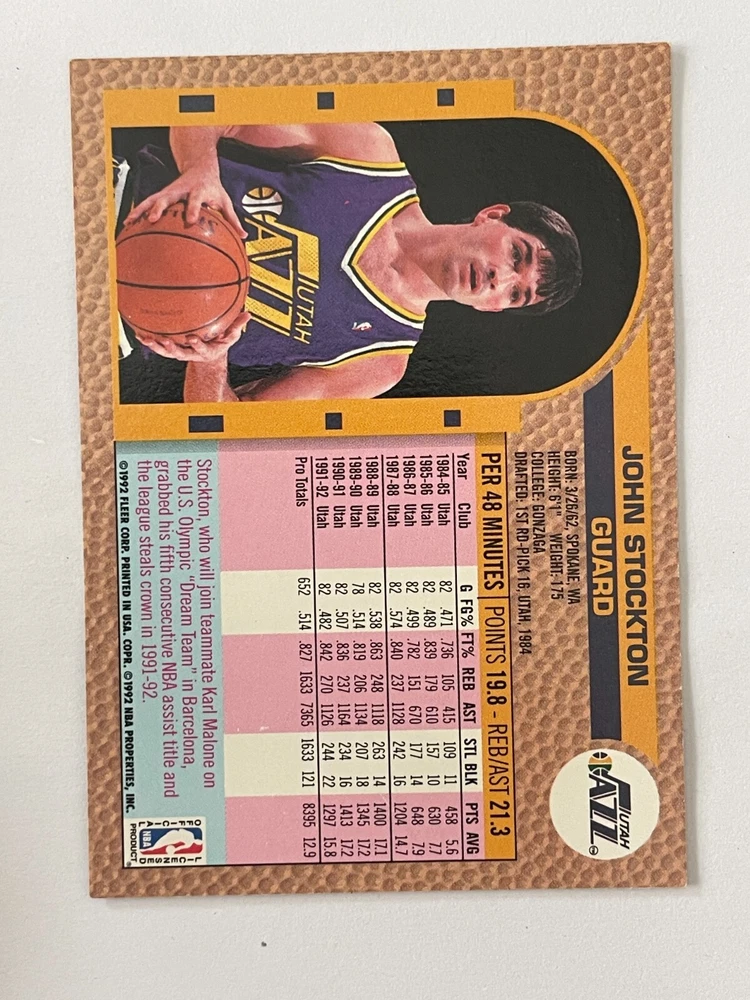 JOHN STOCKTON
GUARD
UTAH
JAZZ
BORN: 3/26/62, SPOKANE, WA
HEIGHT: 6'1" WEIGHT: 175
COLLEGE: GONZAGA
DRAFTED: 1ST RD-PICK 16, UTAH, 1984
UTAH
JAZZ
PER 48 MINUTES POINTS 19.8 - REB/AST 21.3
Year Club G FG% FT% REB AST STL BLK PTS AVG
1984-85 Utah 82 .471 .736 105 415 109 11 458 5.6
1985-86 Utah 82 .489 .839 179 610 157 10 630 7.7
1986-87 Utah 82 .499 .782 151 670 177 14 648 7.9
1987-88 Utah 82 .574 .840 237 1128 242 16 1204 14.7
1988-89 Utah 82 .538 .863 248 1118 263 14 1400 17.1
1989-90 Utah 78 .514 .819 206 1134 207 18 1345 17.2
1990-91 Utah 82 .507 .836 237 1164 234 16 1413 17.2
1991-92 Utah 82 .482 .842 270 1126 244 22 1297 15.8
Pro Totals 652 .514 .827 1633 7365 1633 121 8395 12.9
Stockton, who will join teammate Karl Malone on
the U.S. Olympic "Dream Team" in Barcelona,
grabbed his fifth consecutive NBA assist title and
the league steals crown in 1991-92.
©1992 FLEER CORP. PRINTED IN USA. COPR. ©1992 NBA PROPERTIES, INC.
OFFICIAL
LICENSED
NBA
PRODUCT